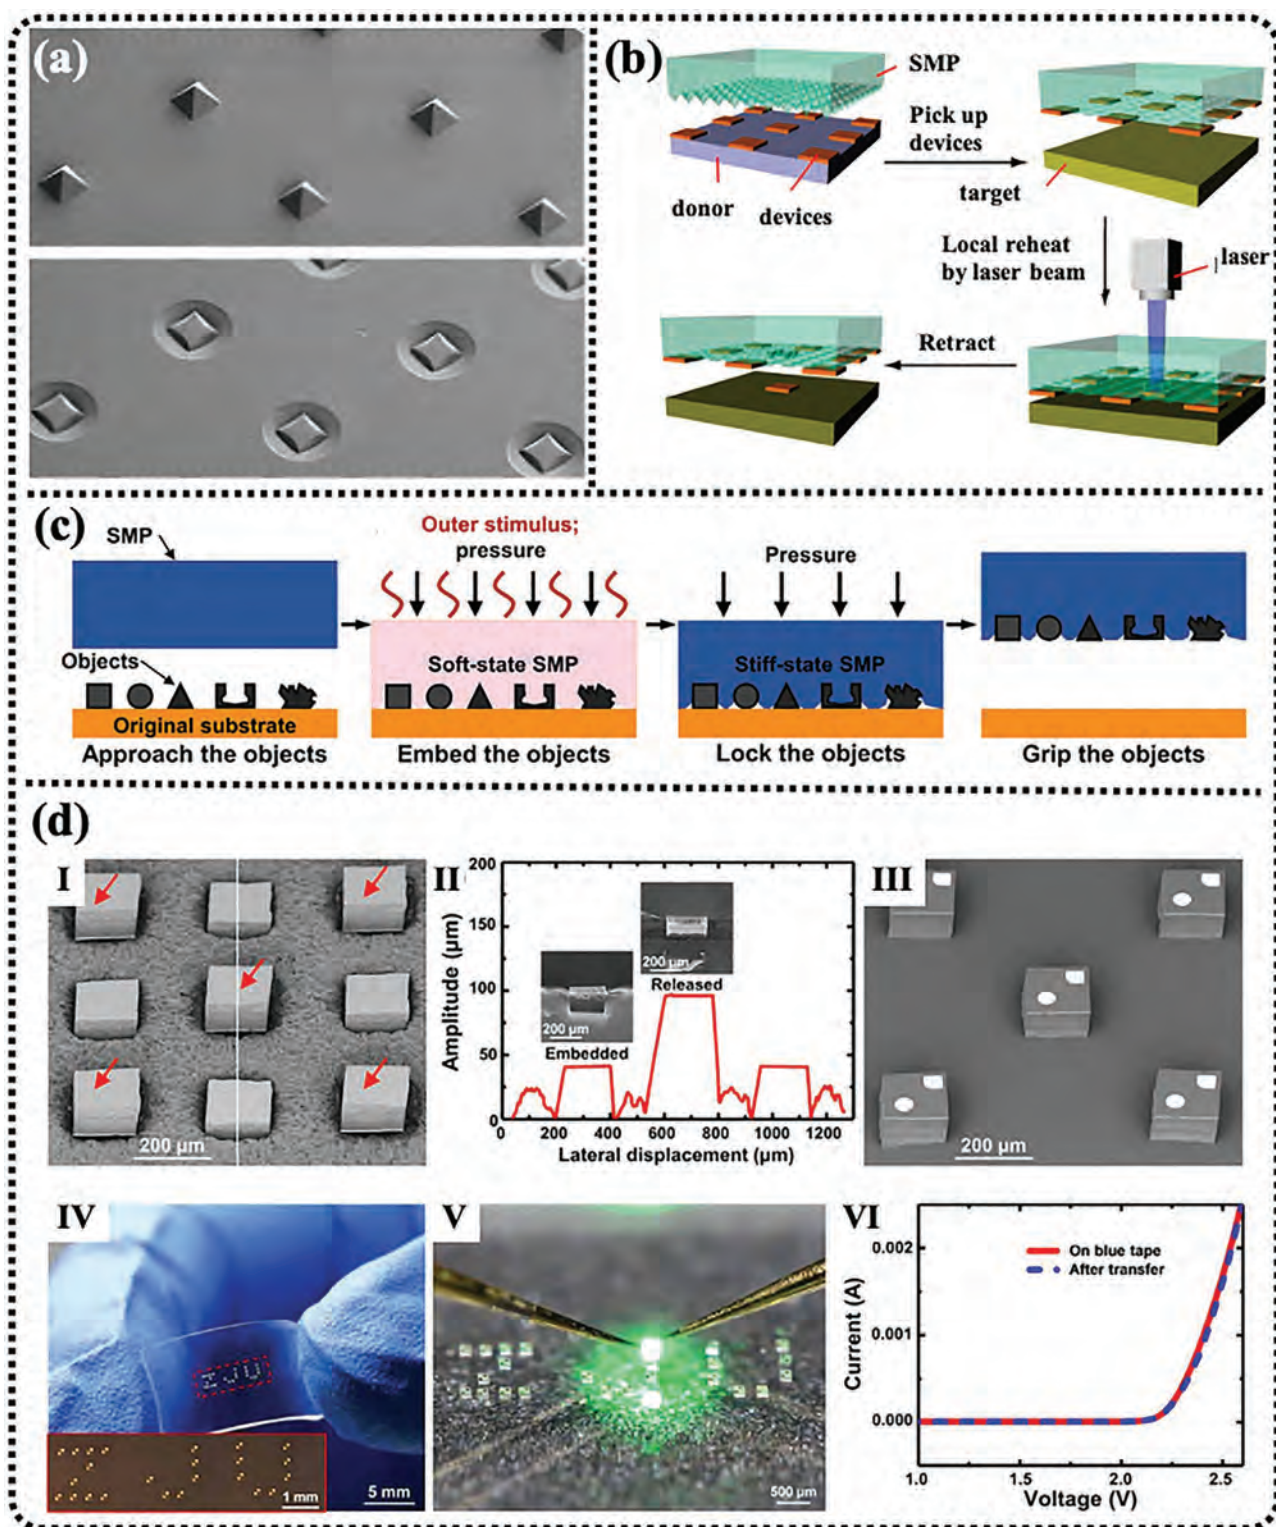 (a)
(b)
SMP
Pick up
devices
donor
devices
target
Local reheat
by laser beam
laser
Retract
(c)
SMP
Objects
Original substrate
Approach the objects
Outer stimulus;
pressure
Soft-state SMP
Embed the objects
Pressure
Stiff-state SMP
Lock the objects
Grip the objects
(d)
I
200 µm
II
Amplitude (µm)
200
150
100
50
0
0 200 400 600 800 1000 1200
Lateral displacement (µm)
200 µm
Embedded
200 µm
Released
III
200 µm
IV
ZJU
1 mm
5 mm
V
500 µm
VI
Current (A)
0.002
0.001
0.000
On blue tape
After transfer
1.0 1.5 2.0 2.5
Voltage (V)